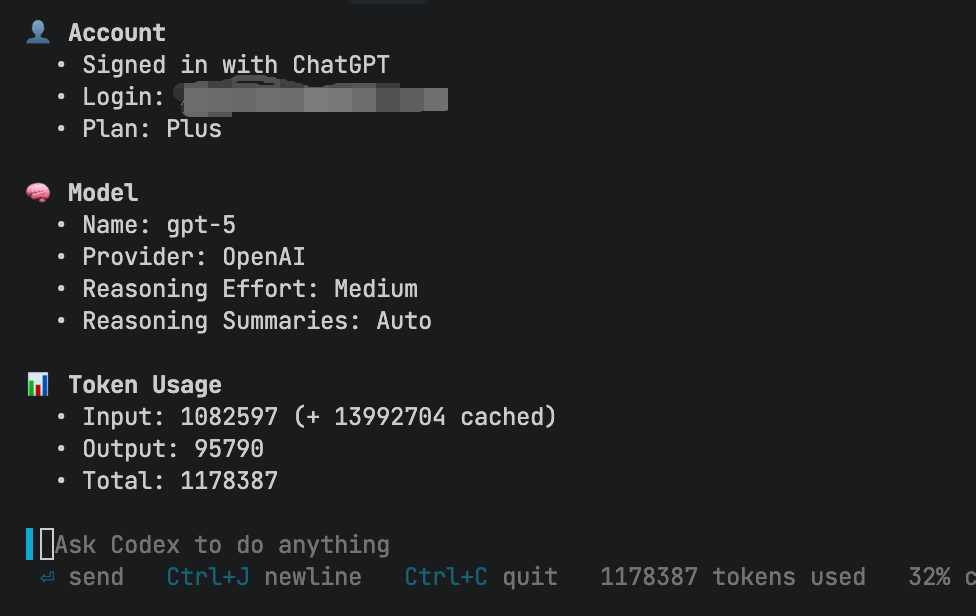 Account
• Signed in with ChatGPT
• Login:
• Plan: Plus
Model
• Name: gpt-5
• Provider: OpenAI
• Reasoning Effort: Medium
• Reasoning Summaries: Auto
Token Usage
• Input: 1082597 (+ 13992704 cached)
• Output: 95790
• Total: 1178387
Ask Codex to do anything
⏎ send Ctrl+J newline Ctrl+C quit 1178387 tokens used 32% c